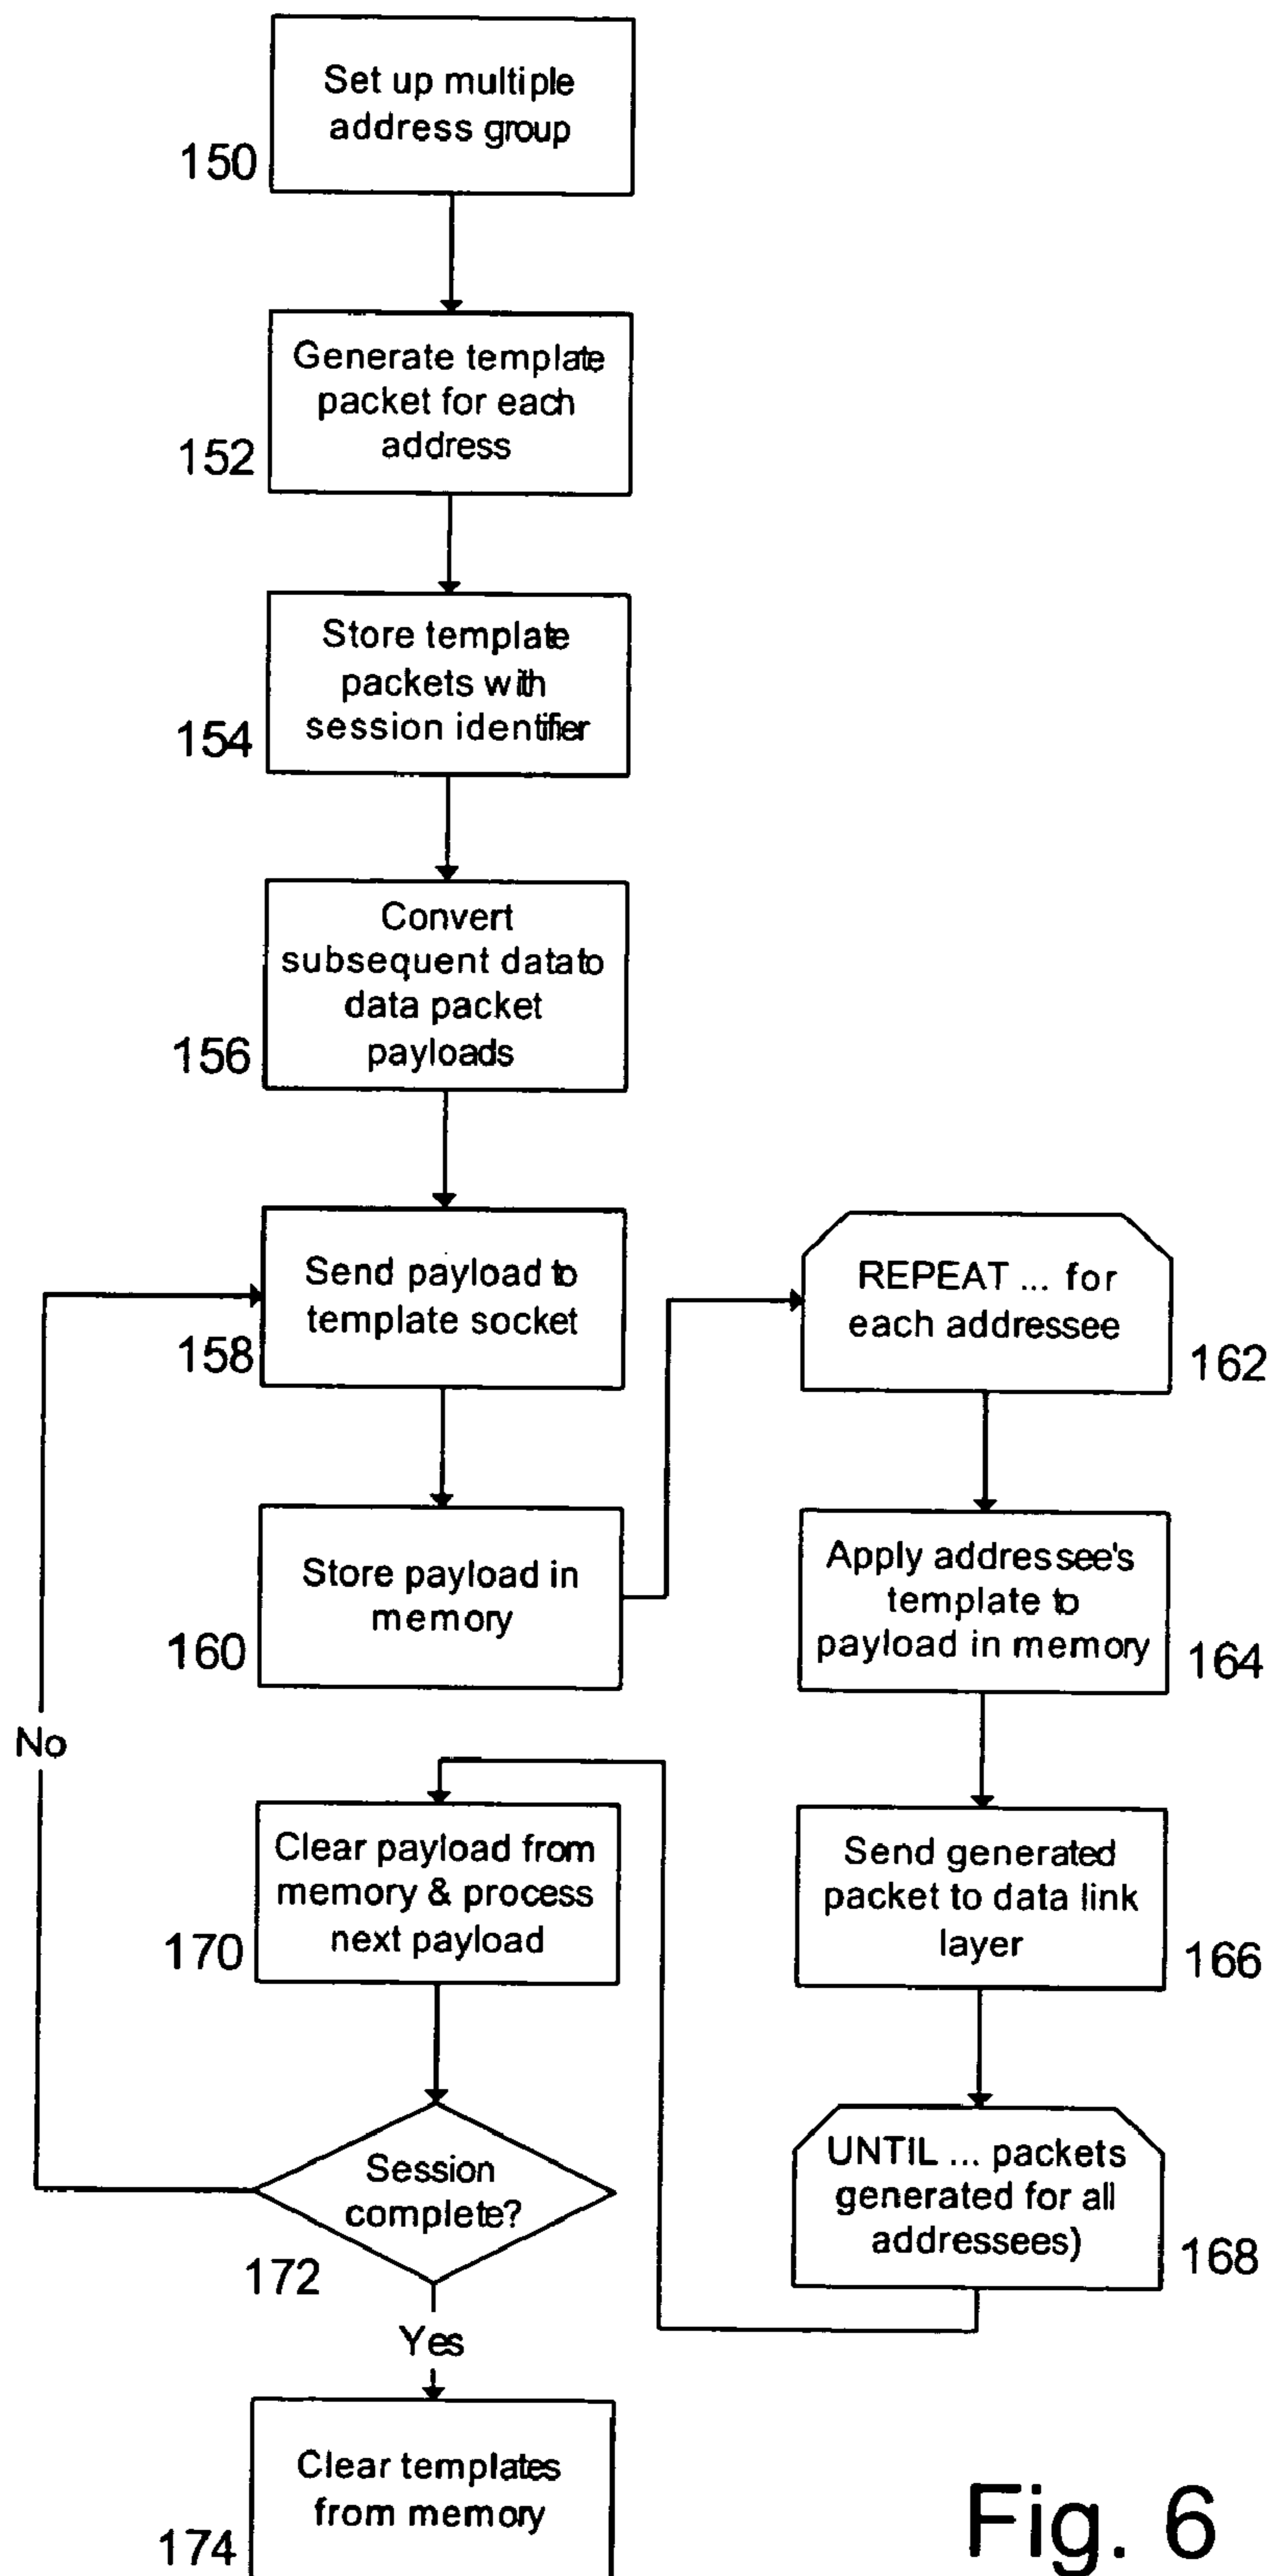 Set up multiple
address group
150
Generate template
packet for each
address
152
Store template
packets with
session identifier
154
Convert
subsequent data to
data packet
payloads
156
Send payload to
template socket
158
Store payload in
memory
160
REPEAT ... for
each addressee
162
Apply addressee's
template to
payload in memory
164
Send generated
packet to data link
layer
166
UNTIL ... packets
generated for all
addressees)
168
Clear payload from
memory & process
next payload
170
Session
complete?
172
No
Yes
Clear templates
from memory
174
Fig. 6